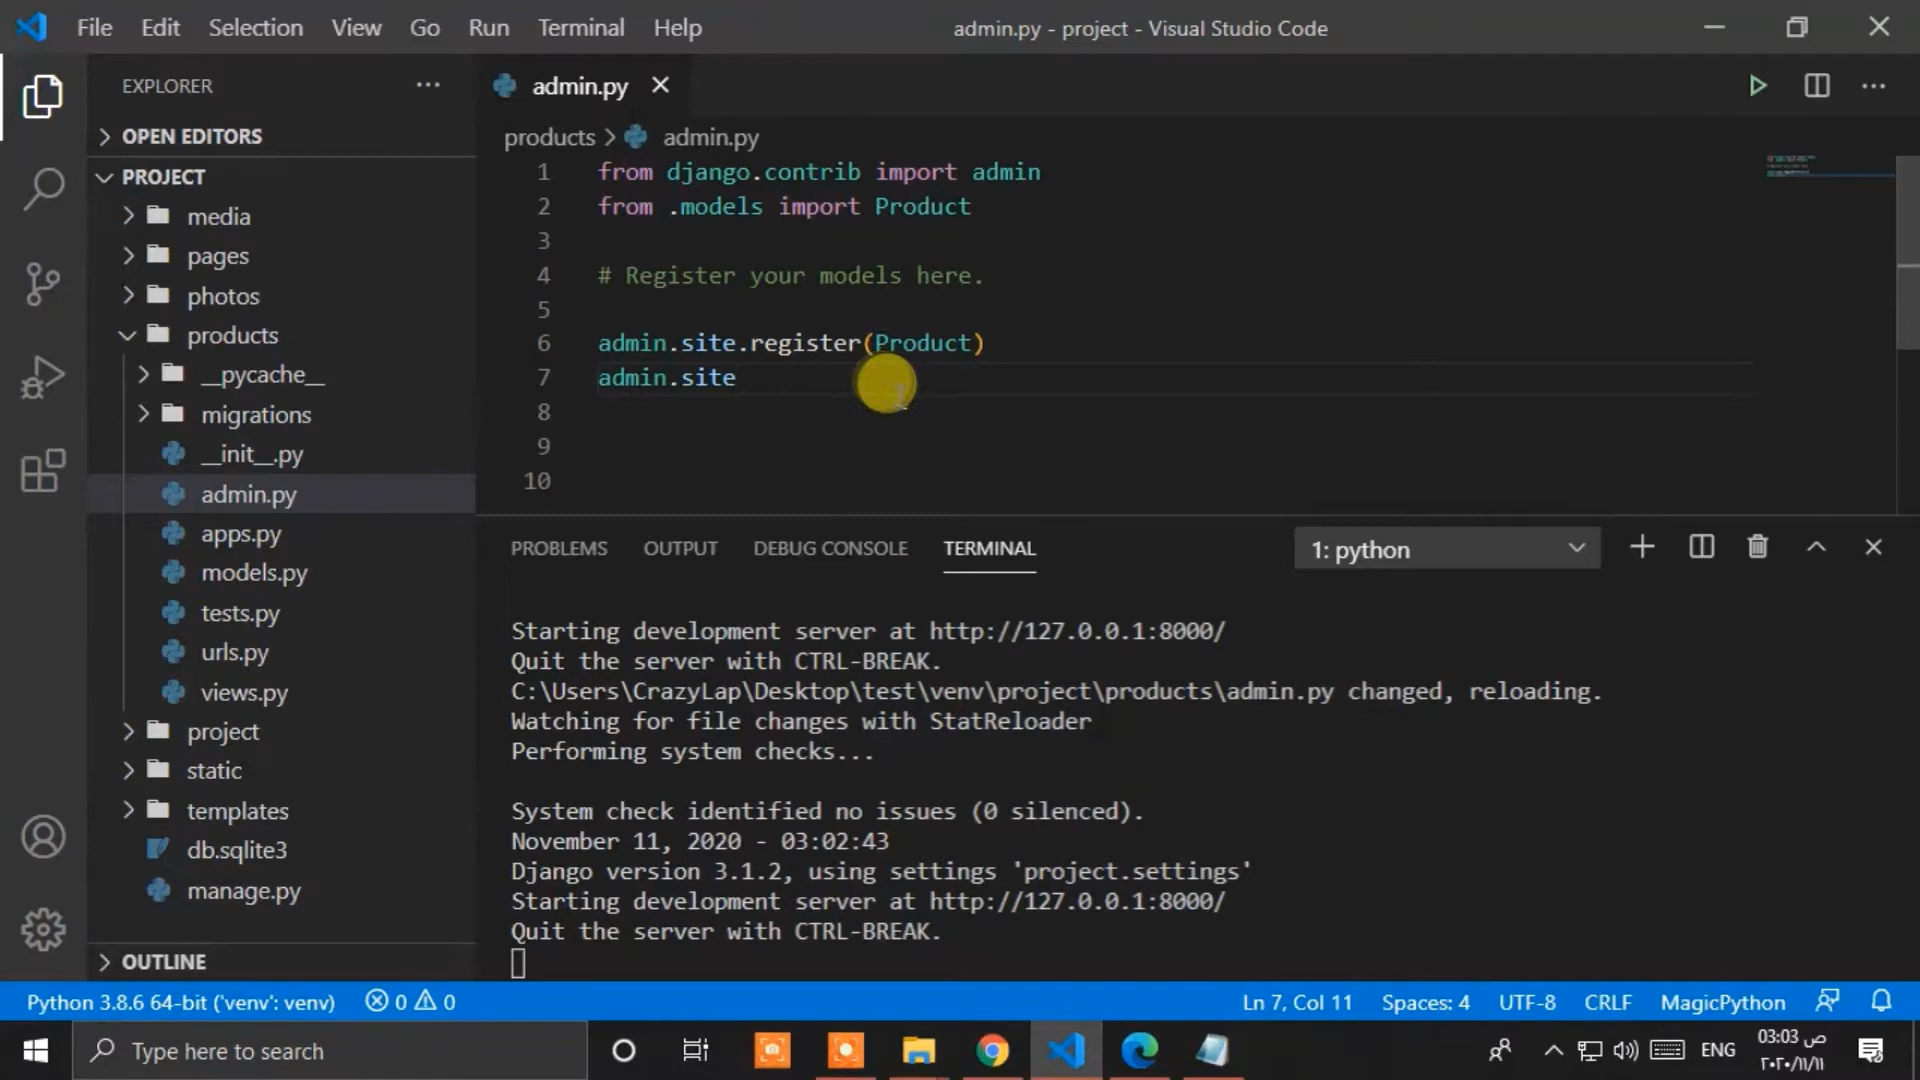 File Edit Selection View Go Run Terminal Help
admin.py - project - Visual Studio Code
EXPLORER
OPEN EDITORS
PROJECT
media
pages
photos
products
__pycache__
migrations
__init__.py
admin.py
apps.py
models.py
tests.py
urls.py
views.py
project
static
templates
db.sqlite3
manage.py
OUTLINE
admin.py
products > admin.py
1 from django.contrib import admin
2 from .models import Product
3
4 # Register your models here.
5
6 admin.site.register(Product)
7 admin.site
8
9
10
PROBLEMS OUTPUT DEBUG CONSOLE TERMINAL
1: python
Starting development server at http://127.0.0.1:8000/
Quit the server with CTRL-BREAK.
C:\Users\CrazyLap\Desktop\test\venv\project\products\admin.py changed, reloading.
Watching for file changes with StatReloader
Performing system checks...
System check identified no issues (0 silenced).
November 11, 2020 - 03:02:43
Django version 3.1.2, using settings 'project.settings'
Starting development server at http://127.0.0.1:8000/
Quit the server with CTRL-BREAK.
Python 3.8.6 64-bit ('venv': venv) 0 0
Ln 7, Col 11 Spaces: 4 UTF-8 CRLF MagicPython
Type here to search
ENG
03:03 ص
٢٠٢٠/١١/١١